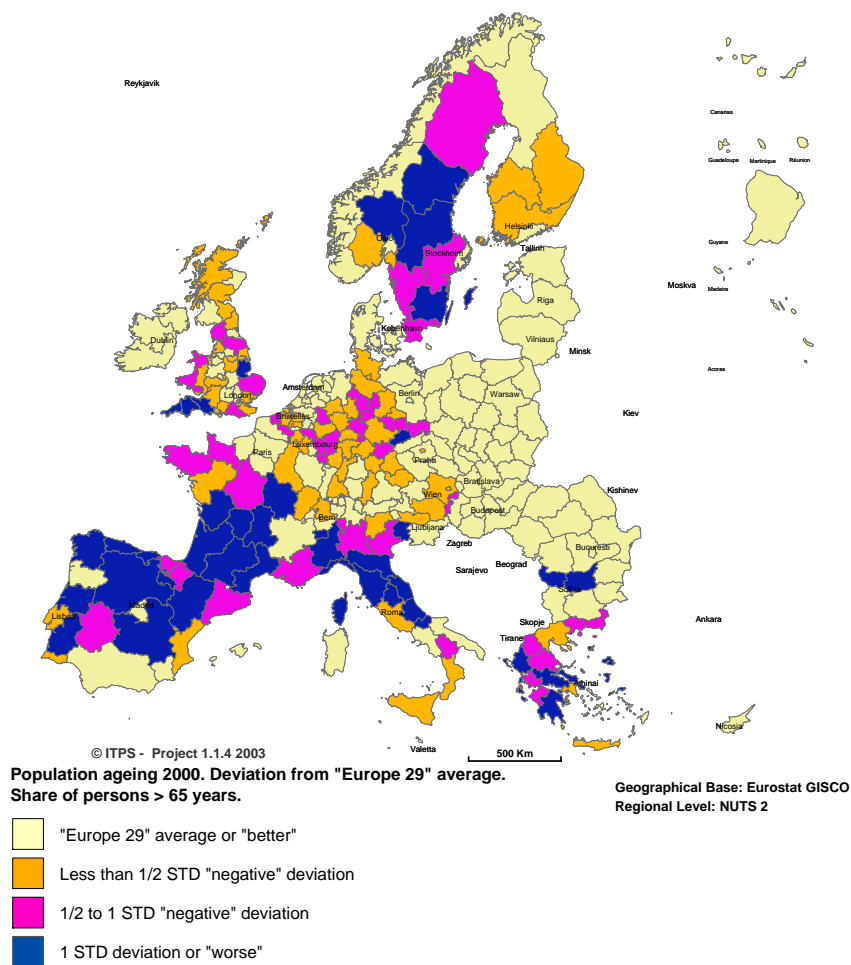 Reykjavik
Canarias
Guadeloupe Martinique Réunion
Guyane
Madeira
Acores
Moskva
Helsinki
Tallinn
Oslo
Stockholm
Riga
Vilniaus
Minsk
Kobenhavn
Dublin
London
Amsterdam
Berlin
Warsaw
Bruxelles
Kiev
Luxembourg
Paris
Praha
Kishinev
Bratislava
Wien
Budapest
Bern
Ljubljana
Zagreb
Bucuresti
Beograd
Sarajevo
Sofiya
Madrid
Lisboa
Roma
Skopje
Tirane
Ankara
Athinai
Nicosia
Valetta
500 Km
© ITPS - Project 1.1.4 2003
Population ageing 2000. Deviation from "Europe 29" average.
Share of persons > 65 years.
Geographical Base: Eurostat GISCO
Regional Level: NUTS 2
"Europe 29" average or "better"
Less than 1/2 STD "negative" deviation
1/2 to 1 STD "negative" deviation
1 STD deviation or "worse"